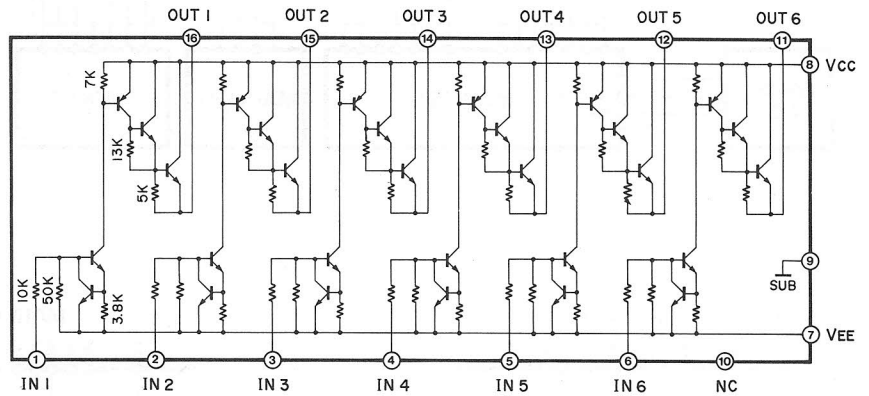 OUT 1 OUT 2 OUT 3 OUT 4 OUT 5 OUT 6
16 15 14 13 12 11
8 VCC
7K
13K
5K
9
SUB
10K
50K
3.8K
7 VEE
1 2 3 4 5 6 10
IN 1 IN 2 IN 3 IN 4 IN 5 IN 6 NC